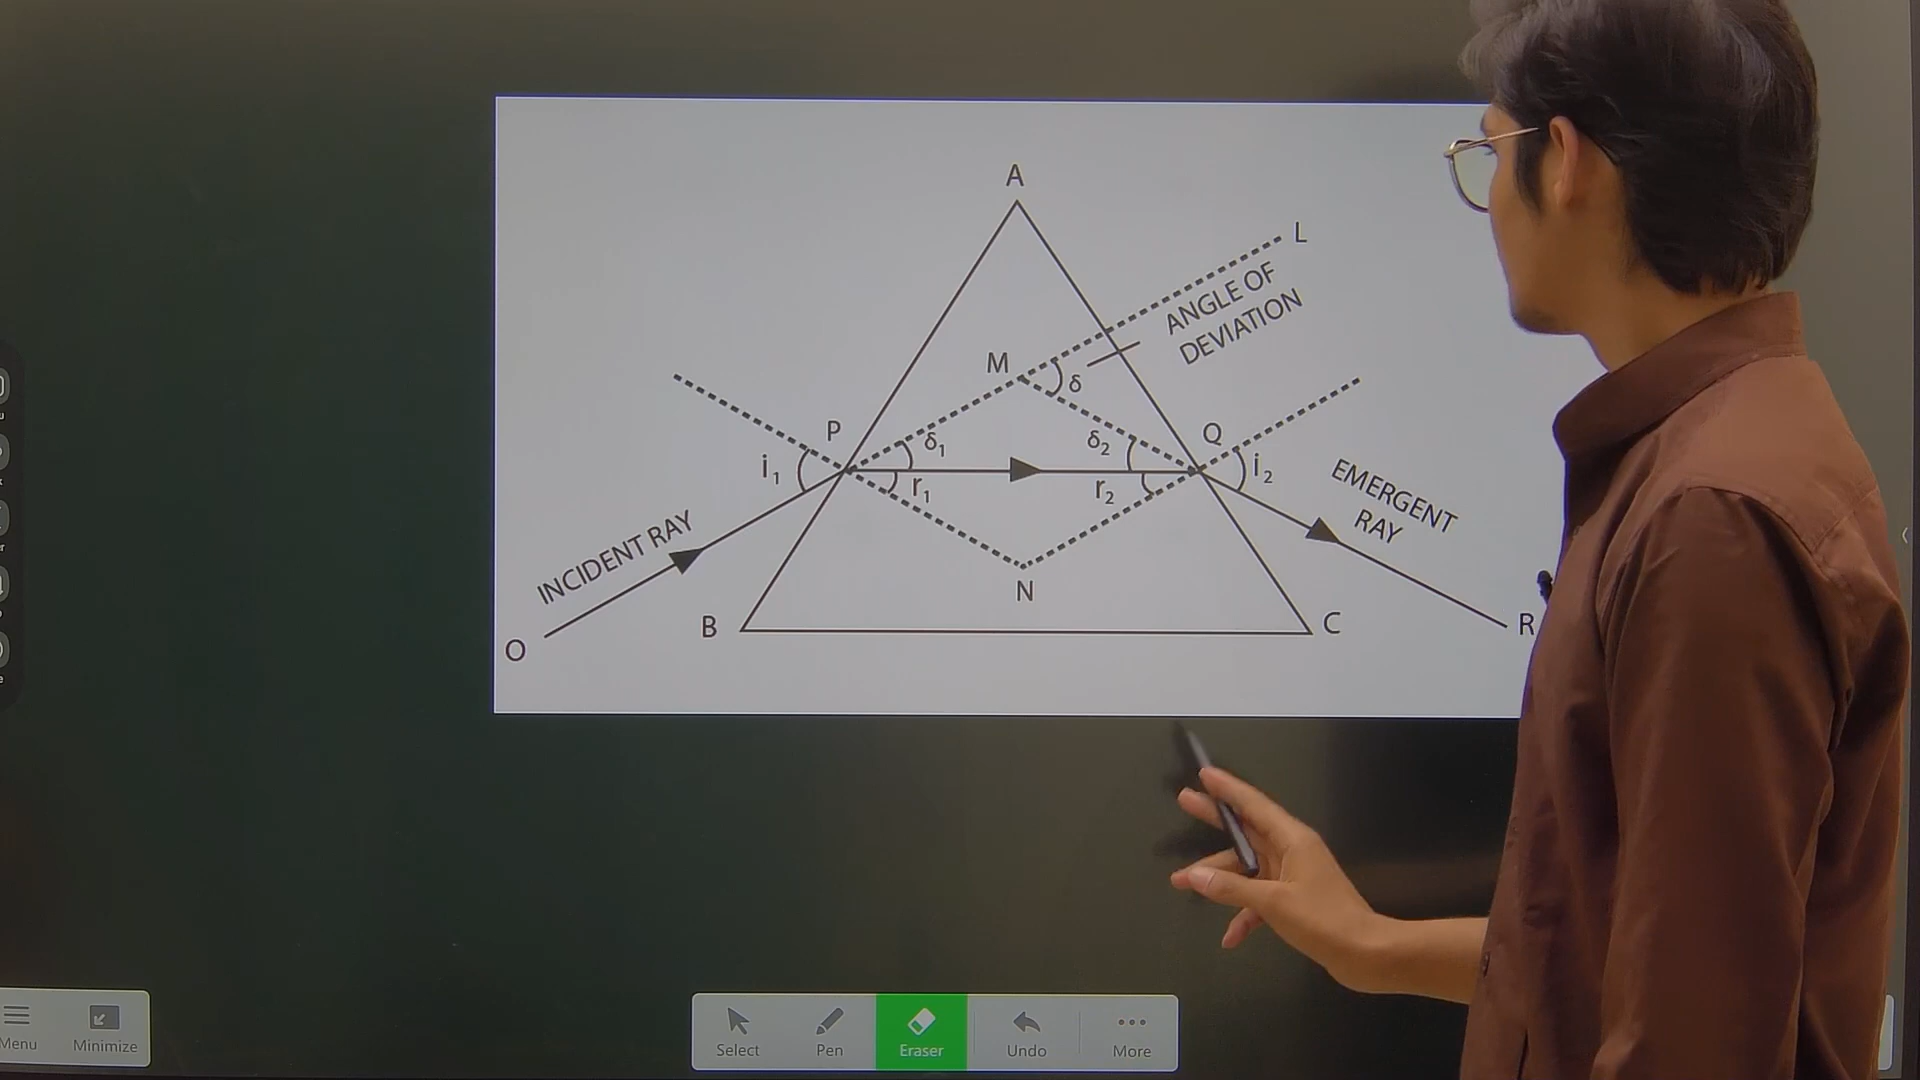 A
L
ANGLE OF
DEVIATION
M
δ
P
δ₁
δ₂
Q
i₁
r₁
r₂
i₂
EMERGENT
RAY
INCIDENT RAY
N
B
C
O
R
Menu
Minimize
Select
Pen
Eraser
Undo
More